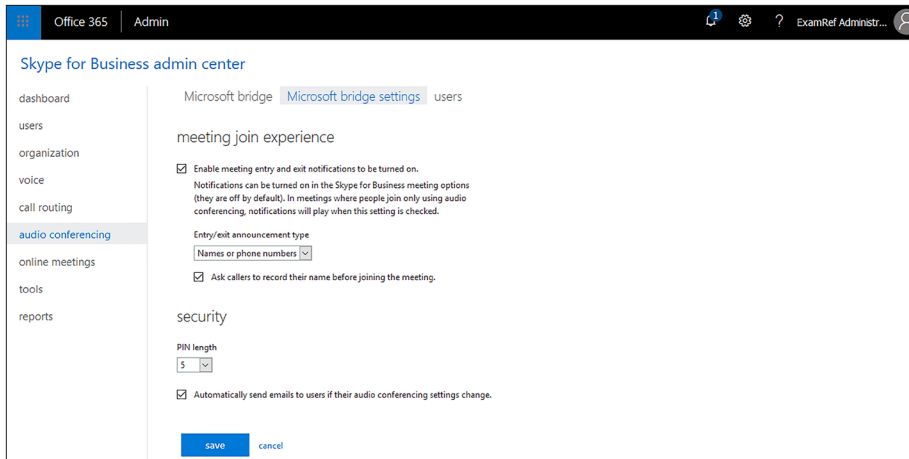 Office 365 Admin 1 ? ExamRef Administr...
Skype for Business admin center
dashboard
users
organization
voice
call routing
audio conferencing
online meetings
tools
reports
Microsoft bridge Microsoft bridge settings users
meeting join experience
Enable meeting entry and exit notifications to be turned on.
Notifications can be turned on in the Skype for Business meeting options
(they are off by default). In meetings where people join only using audio
conferencing, notifications will play when this setting is checked.
Entry/exit announcement type
Names or phone numbers
Ask callers to record their name before joining the meeting.
security
PIN length
5
Automatically send emails to users if their audio conferencing settings change.
save cancel